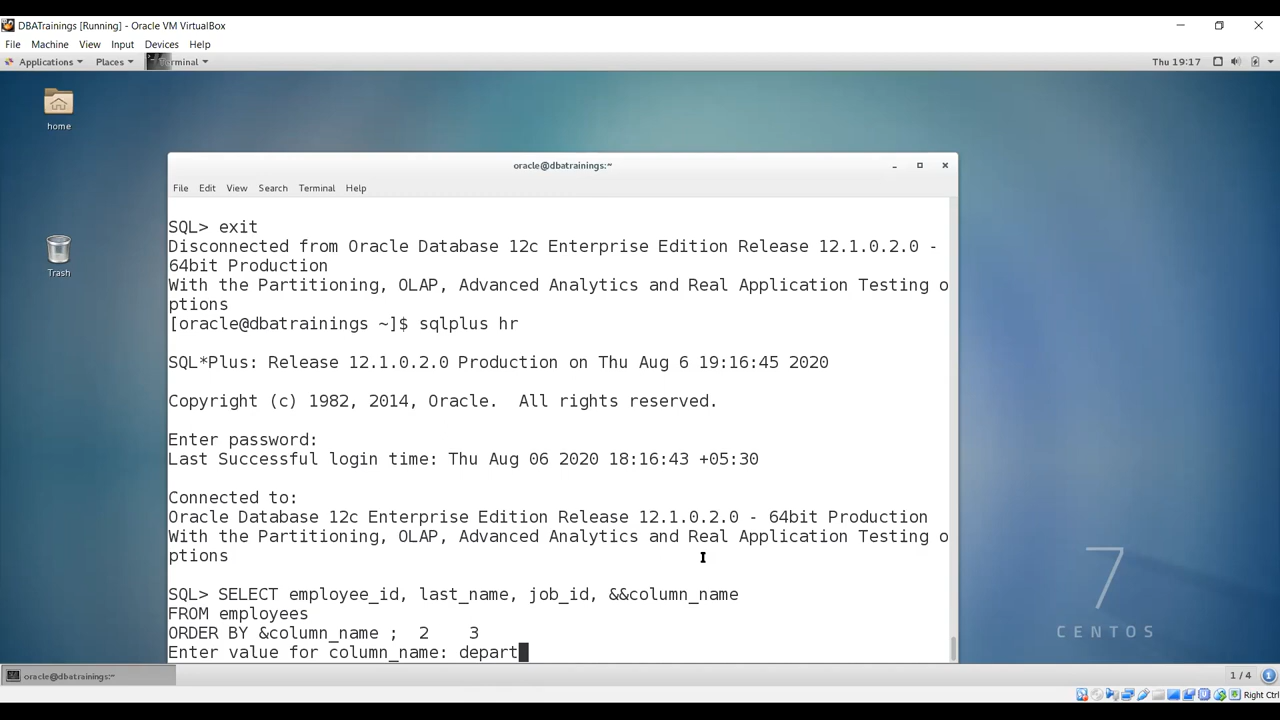 DBATrainings [Running] - Oracle VM VirtualBox
File Machine View Input Devices Help
Applications Places Terminal Thu 19:17
home
Trash
oracle@dbatrainings:~
File Edit View Search Terminal Help
SQL> exit
Disconnected from Oracle Database 12c Enterprise Edition Release 12.1.0.2.0 -
64bit Production
With the Partitioning, OLAP, Advanced Analytics and Real Application Testing o
ptions
[oracle@dbatrainings ~]$ sqlplus hr
SQL*Plus: Release 12.1.0.2.0 Production on Thu Aug 6 19:16:45 2020
Copyright (c) 1982, 2014, Oracle.  All rights reserved.
Enter password:
Last Successful login time: Thu Aug 06 2020 18:16:43 +05:30
Connected to:
Oracle Database 12c Enterprise Edition Release 12.1.0.2.0 - 64bit Production
With the Partitioning, OLAP, Advanced Analytics and Real Application Testing o
ptions
SQL> SELECT employee_id, last_name, job_id, &&column_name
FROM employees
ORDER BY &column_name ;  2    3
Enter value for column_name: depart
7
CENTOS
oracle@dbatrainings:~
1 / 4
1
Right Ctrl